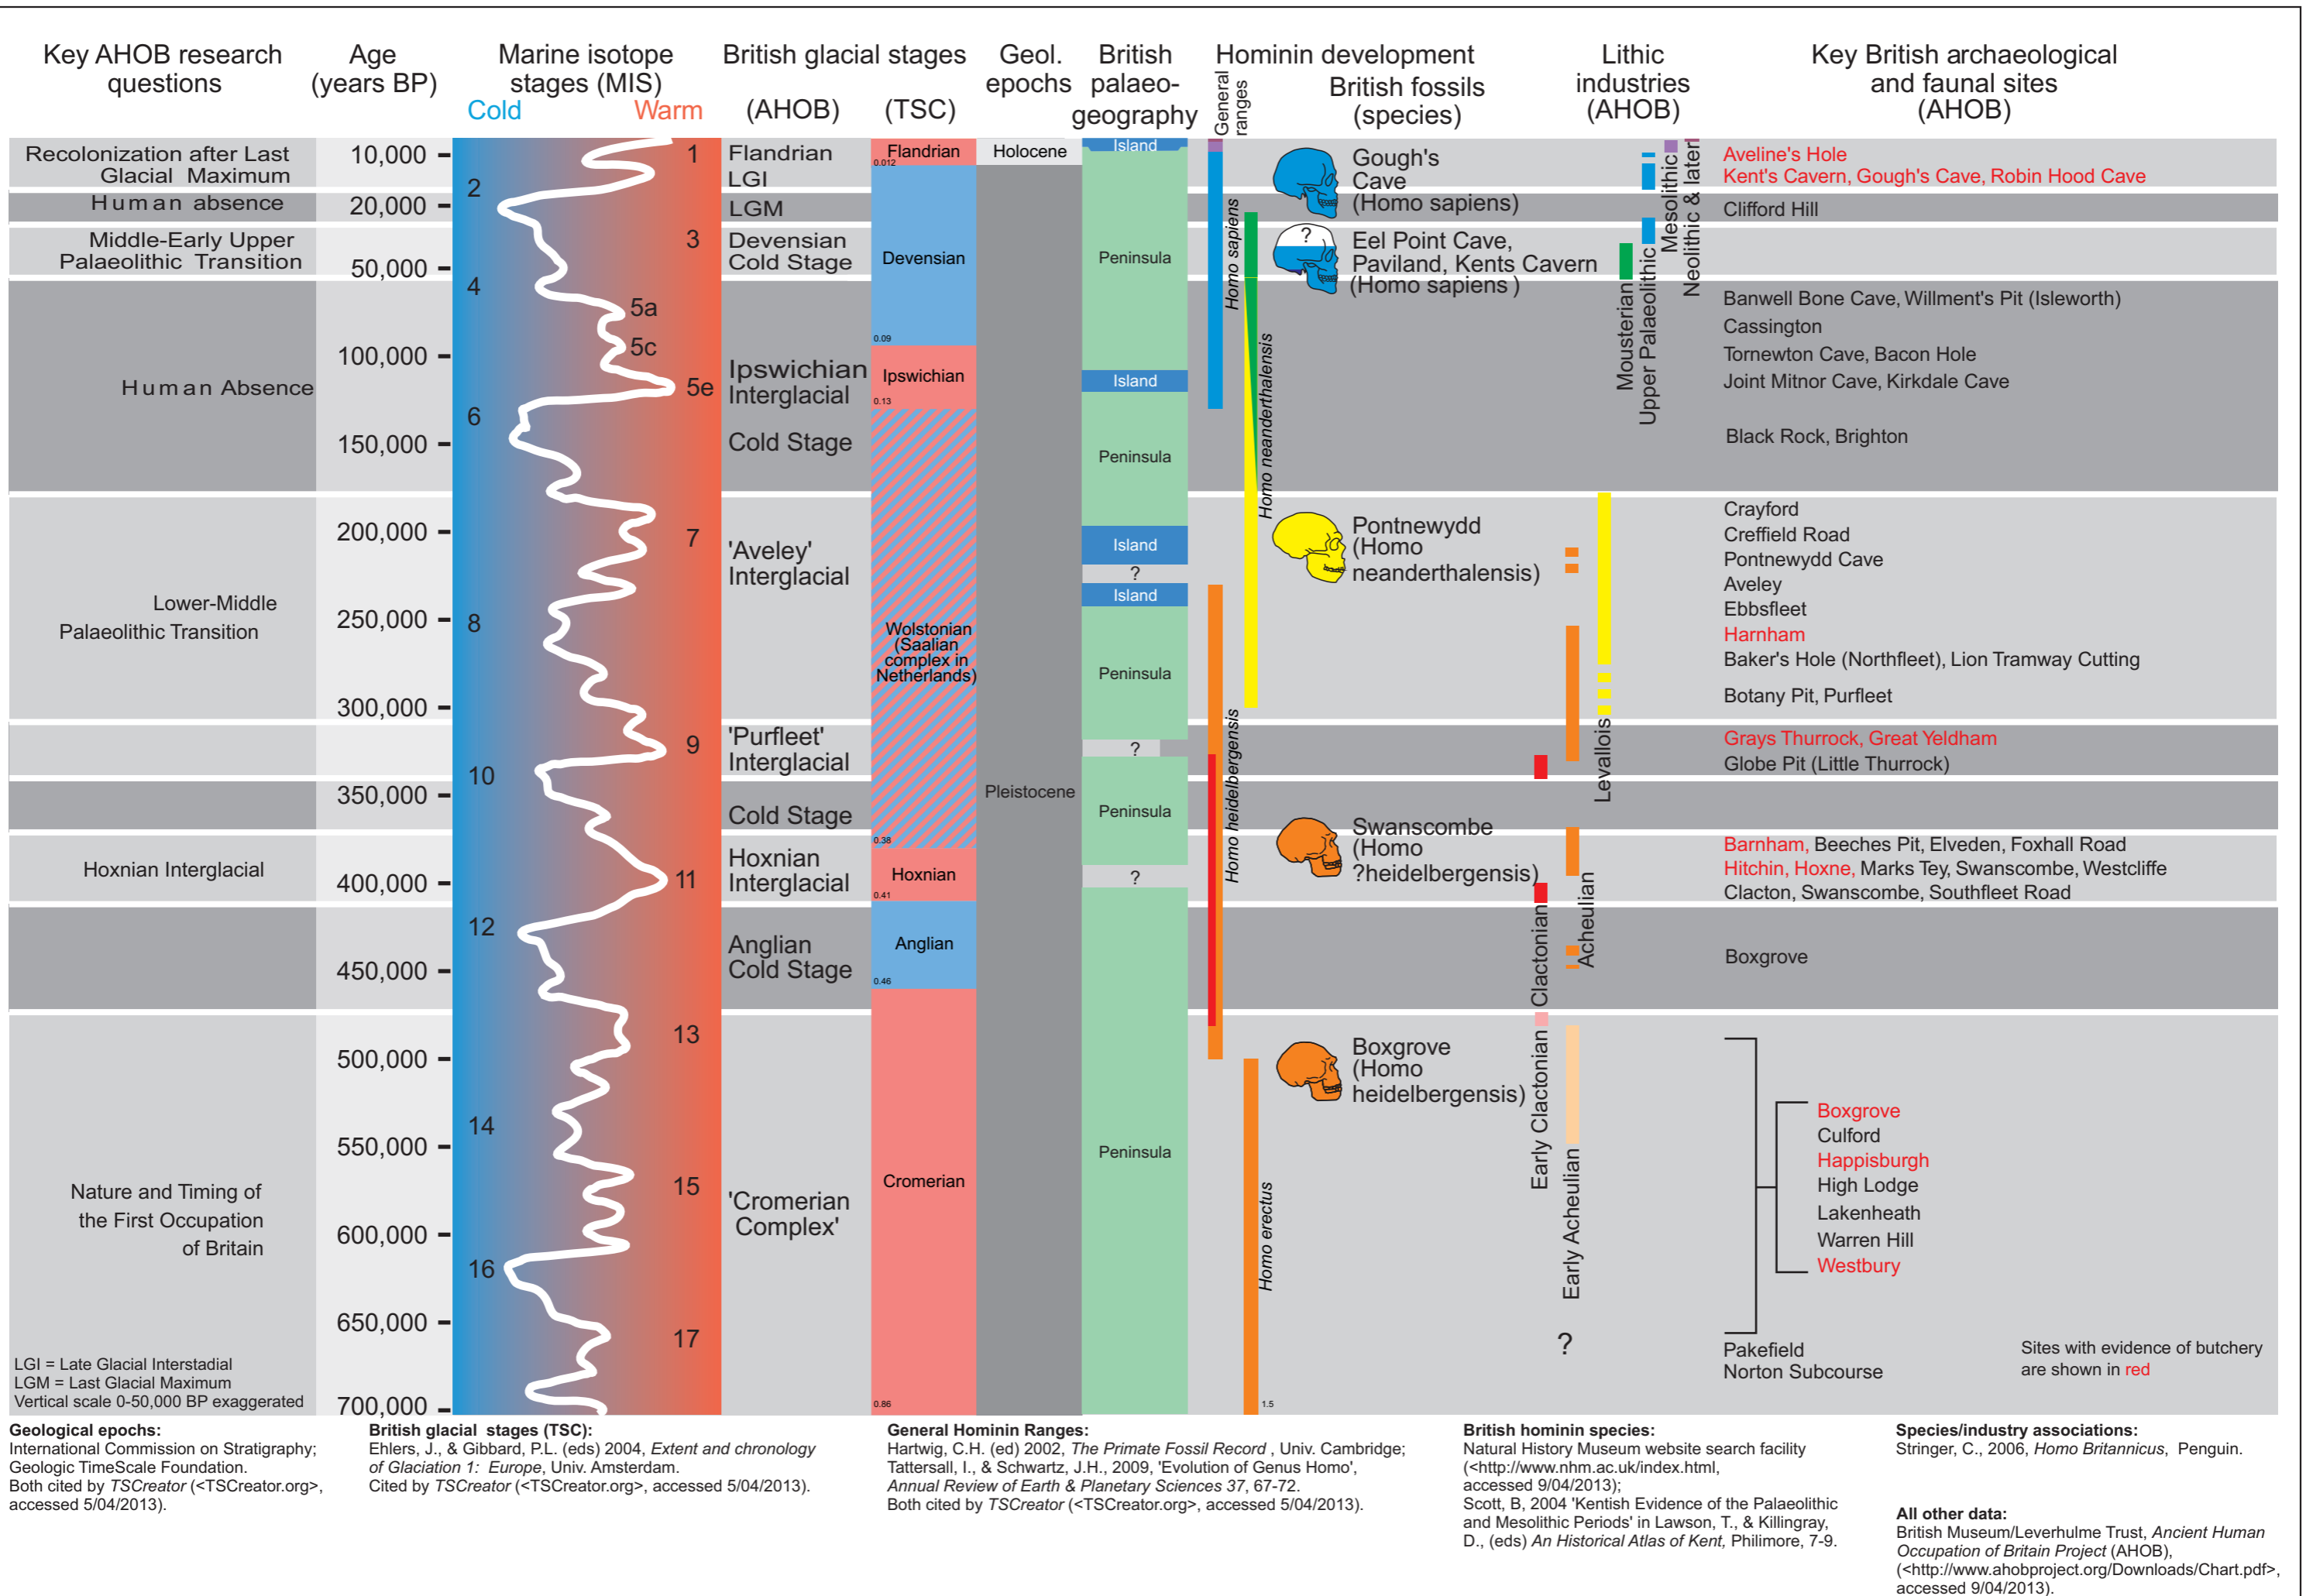 Key AHOB research
questions
Age
(years BP)
Marine isotope
stages (MIS)
Cold
Warm
British glacial stages
(AHOB)
(TSC)
Geol.
epochs
British
palaeo-
geography
Hominin development
General
ranges
British fossils
(species)
Lithic
industries
(AHOB)
Key British archaeological
and faunal sites
(AHOB)
Recolonization after Last
Glacial Maximum
Human absence
Middle-Early Upper
Palaeolithic Transition
Human Absence
Lower-Middle
Palaeolithic Transition
Hoxnian Interglacial
Nature and Timing of
the First Occupation
of Britain
LGI = Late Glacial Interstadial
LGM = Last Glacial Maximum
Vertical scale 0-50,000 BP exaggerated
10,000
20,000
50,000
100,000
150,000
200,000
250,000
300,000
350,000
400,000
450,000
500,000
550,000
600,000
650,000
700,000
1
2
3
4
5a
5c
5e
6
7
8
9
10
11
12
13
14
15
16
17
Flandrian
LGI
LGM
Devensian
Cold Stage
Ipswichian
Interglacial
Cold Stage
'Aveley'
Interglacial
'Purfleet'
Interglacial
Cold Stage
Hoxnian
Interglacial
Anglian
Cold Stage
'Cromerian
Complex'
Flandrian
0.012
Devensian
0.09
Ipswichian
0.13
Wolstonian
(Saalian
complex in
Netherlands)
0.38
Hoxnian
0.41
Anglian
0.46
Cromerian
0.86
Holocene
Pleistocene
Island
Peninsula
Island
Peninsula
Island
?
Island
Peninsula
?
Peninsula
?
Peninsula
Homo sapiens
Homo neanderthalensis
Homo heidelbergensis
Homo erectus
1.5
Gough's
Cave
(Homo sapiens)
?
Eel Point Cave,
Paviland, Kents Cavern
(Homo sapiens )
Pontnewydd
(Homo
neanderthalensis)
Swanscombe
(Homo
?heidelbergensis)
Boxgrove
(Homo
heidelbergensis)
Early Clactonian
Clactonian
Early Acheulian
Acheulian
Levallois
Mousterian
Upper Palaeolithic
Mesolithic
Neolithic & later
?
Aveline's Hole
Kent's Cavern, Gough's Cave, Robin Hood Cave
Clifford Hill
Banwell Bone Cave, Willment's Pit (Isleworth)
Cassington
Tornewton Cave, Bacon Hole
Joint Mitnor Cave, Kirkdale Cave
Black Rock, Brighton
Crayford
Creffield Road
Pontnewydd Cave
Aveley
Ebbsfleet
Harnham
Baker's Hole (Northfleet), Lion Tramway Cutting
Botany Pit, Purfleet
Grays Thurrock, Great Yeldham
Globe Pit (Little Thurrock)
Barnham, Beeches Pit, Elveden, Foxhall Road
Hitchin, Hoxne, Marks Tey, Swanscombe, Westcliffe
Clacton, Swanscombe, Southfleet Road
Boxgrove
Boxgrove
Culford
Happisburgh
High Lodge
Lakenheath
Warren Hill
Westbury
Pakefield
Norton Subcourse
Sites with evidence of butchery
are shown in red
Geological epochs:
International Commission on Stratigraphy;
Geologic TimeScale Foundation.
Both cited by TSCreator (<TSCreator.org>,
accessed 5/04/2013).
British glacial stages (TSC):
Ehlers, J., & Gibbard, P.L. (eds) 2004, Extent and chronology
of Glaciation 1: Europe, Univ. Amsterdam.
Cited by TSCreator (<TSCreator.org>, accessed 5/04/2013).
General Hominin Ranges:
Hartwig, C.H. (ed) 2002, The Primate Fossil Record , Univ. Cambridge;
Tattersall, I., & Schwartz, J.H., 2009, 'Evolution of Genus Homo',
Annual Review of Earth & Planetary Sciences 37, 67-72.
Both cited by TSCreator (<TSCreator.org>, accessed 5/04/2013).
British hominin species:
Natural History Museum website search facility
(<http://www.nhm.ac.uk/index.html,
accessed 9/04/2013);
Scott, B, 2004 'Kentish Evidence of the Palaeolithic
and Mesolithic Periods' in Lawson, T., & Killingray,
D., (eds) An Historical Atlas of Kent, Philimore, 7-9.
Species/industry associations:
Stringer, C., 2006, Homo Britannicus, Penguin.
All other data:
British Museum/Leverhulme Trust, Ancient Human
Occupation of Britain Project (AHOB),
(<http://www.ahobproject.org/Downloads/Chart.pdf>,
accessed 9/04/2013).